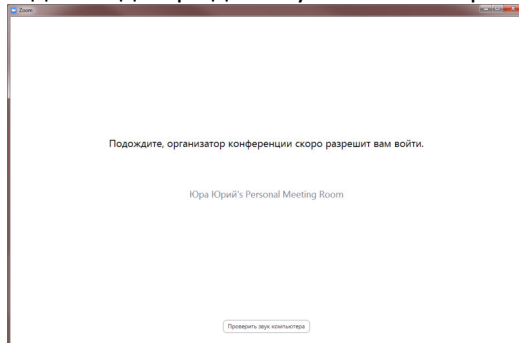 Zoom
Подождите, организатор конференции скоро разрешит вам войти.
Юра Юрий's Personal Meeting Room
Проверить звук компьютера